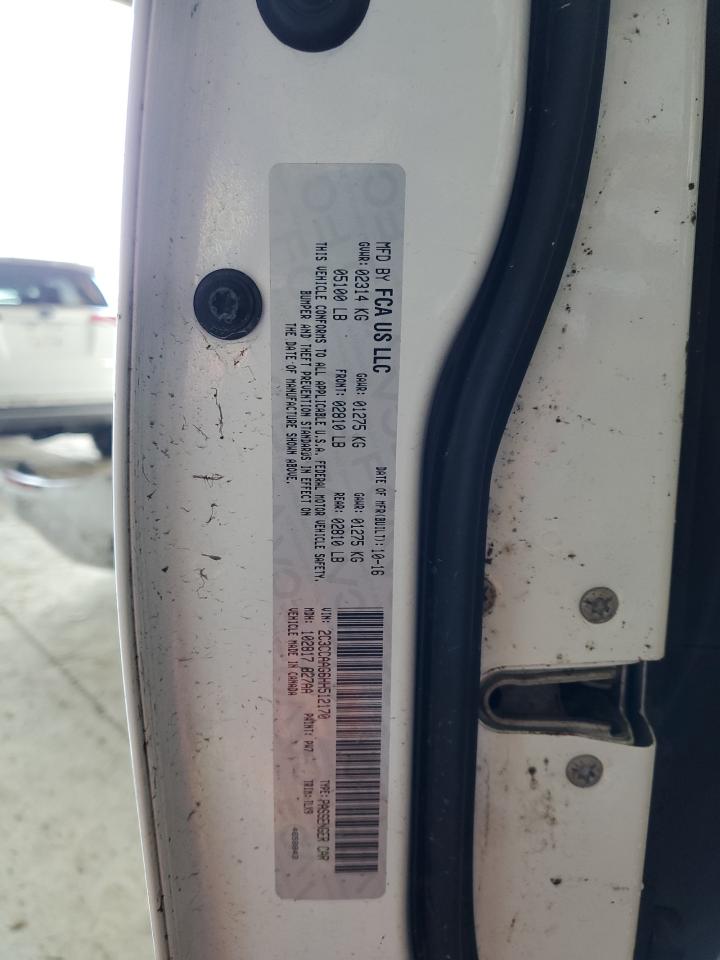 MFD BY FCA US LLC
DATE OF MFR(BUILT): 10-16
GVWR: 02314 KG GAWR: 01275 KG GAWR: 01275 KG
05100 LB FRONT: 02810 LB REAR: 02810 LB
THIS VEHICLE CONFORMS TO ALL APPLICABLE U.S.A. FEDERAL MOTOR VEHICLE SAFETY,
BUMPER AND THEFT PREVENTION STANDARDS IN EFFECT ON
THE DATE OF MANUFACTURE SHOWN ABOVE.
VIN: 2C3CCAAG6HH512170 TYPE: PASSENGER CAR
MDH: 102817 027AA PAINT: PW7 TRIM: TLX9
VEHICLE MADE IN CANADA